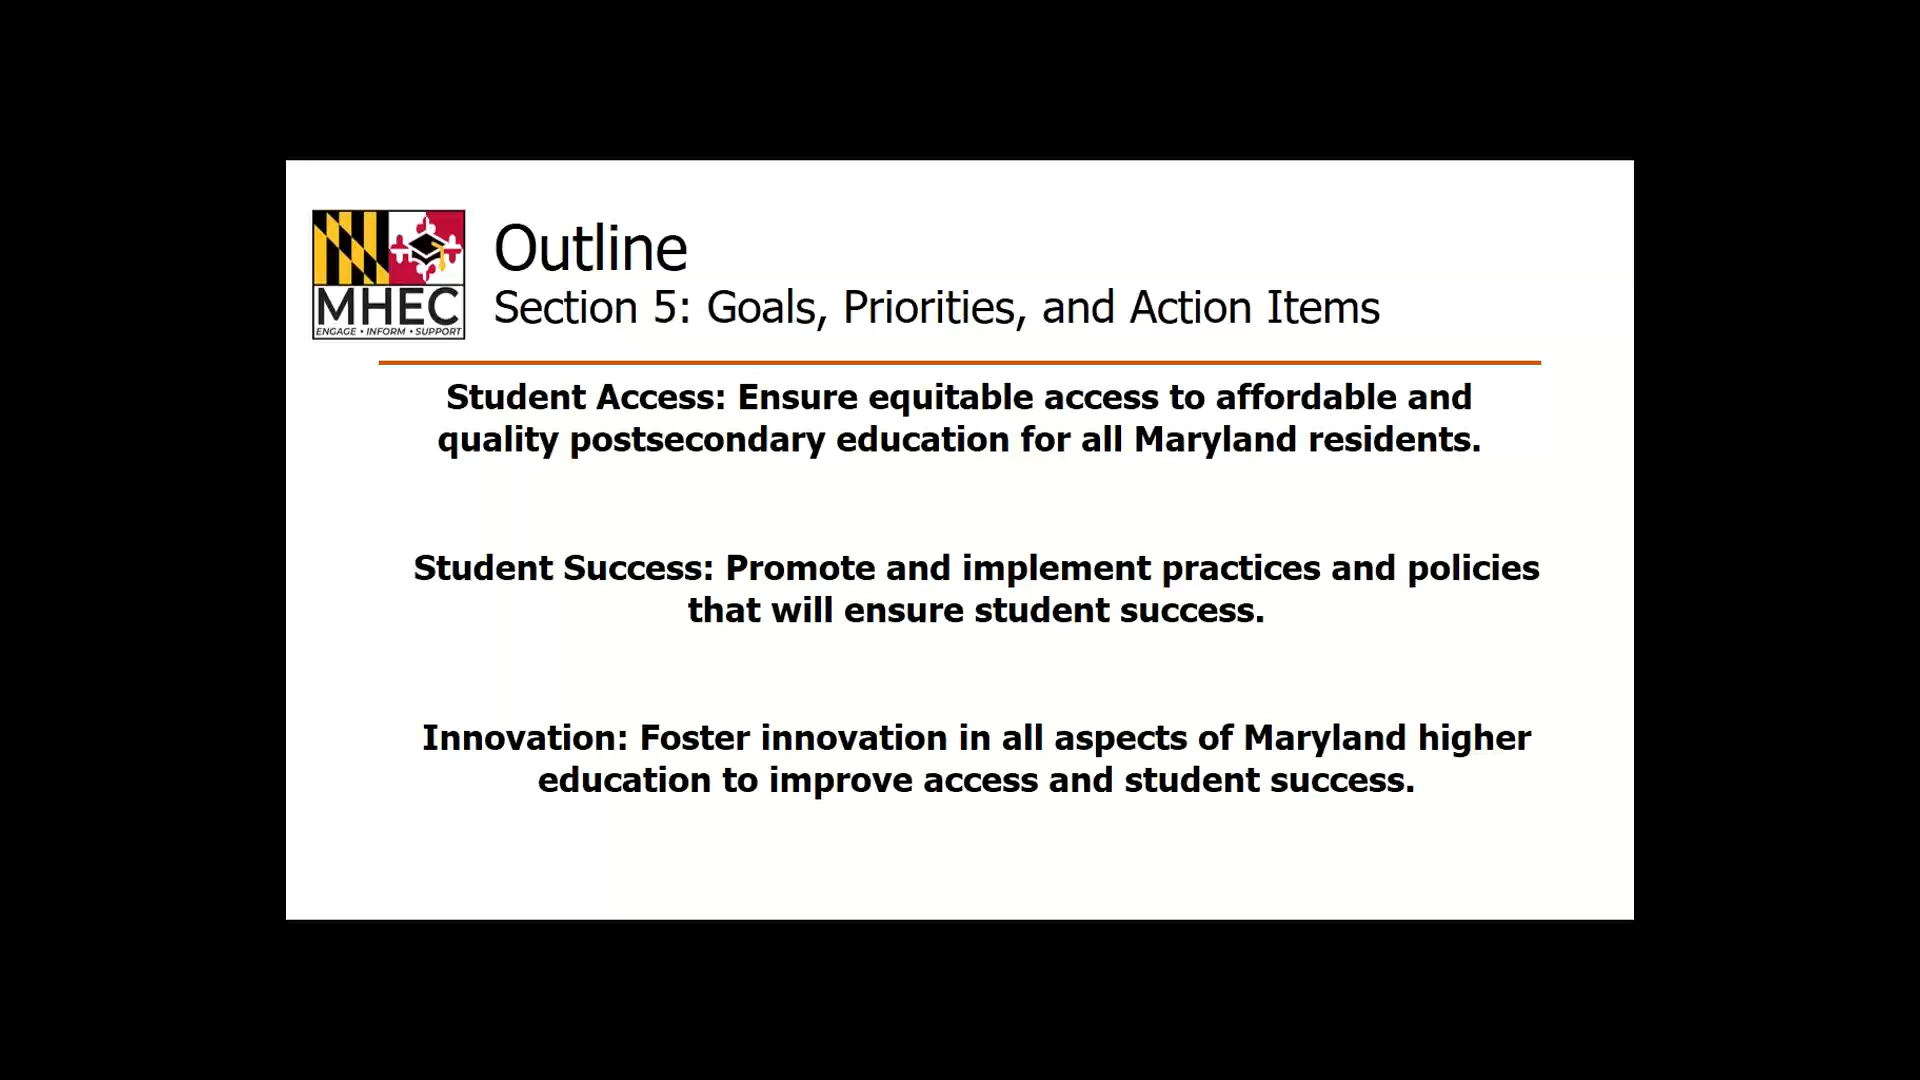 MHEC
ENGAGE • INFORM • SUPPORT
Outline
Section 5: Goals, Priorities, and Action Items
Student Access: Ensure equitable access to affordable and
quality postsecondary education for all Maryland residents.
Student Success: Promote and implement practices and policies
that will ensure student success.
Innovation: Foster innovation in all aspects of Maryland higher
education to improve access and student success.